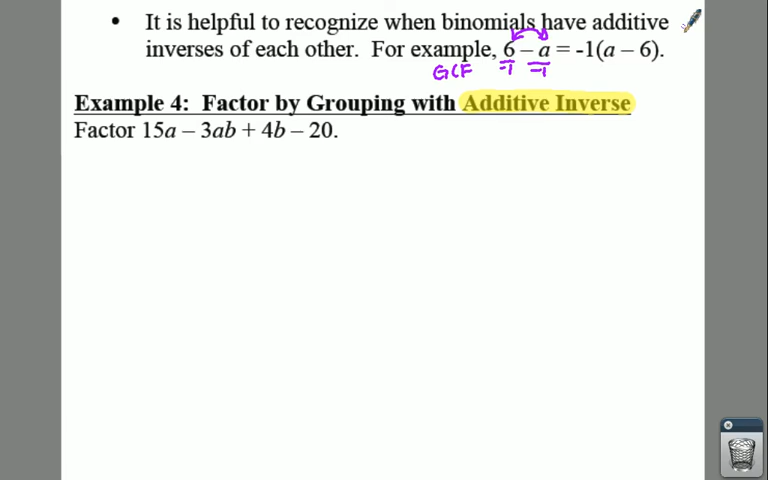 • It is helpful to recognize when binomials have additive
inverses of each other. For example, 6 – a = -1(a – 6).
GCF -1 -1
Example 4: Factor by Grouping with Additive Inverse
Factor 15a – 3ab + 4b – 20.